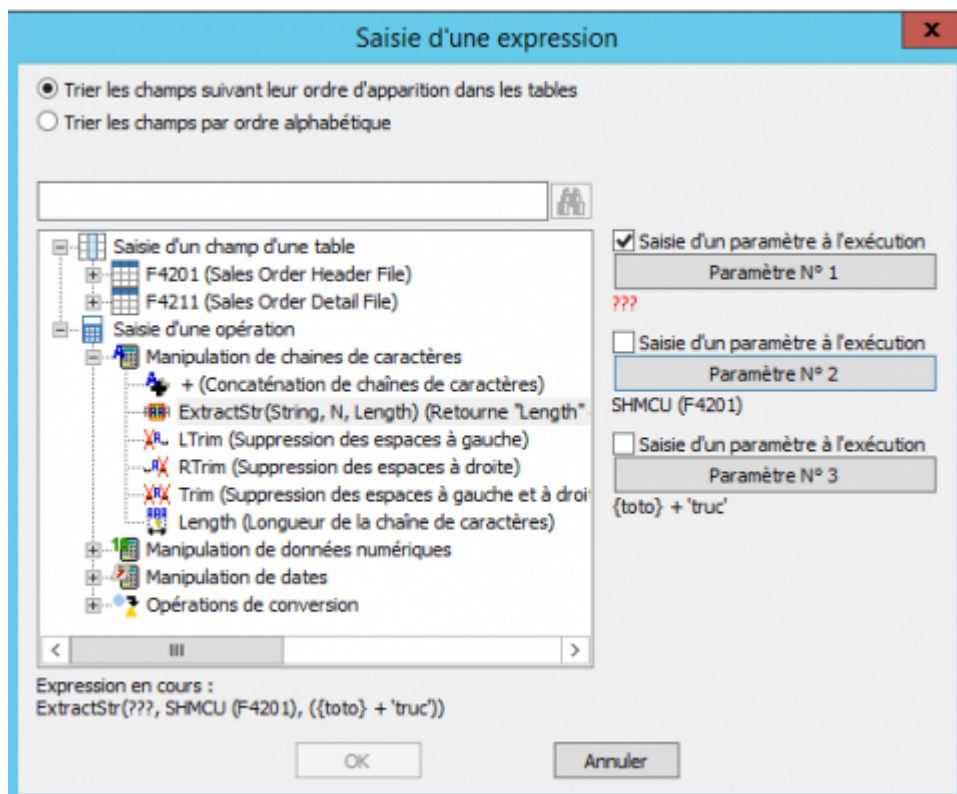 Saisie d'une expression
x
Trier les champs suivant leur ordre d'apparition dans les tables
Trier les champs par ordre alphabétique
Saisie d'un champ d'une table
F4201 (Sales Order Header File)
F4211 (Sales Order Detail File)
Saisie d'une opération
Manipulation de chaines de caractères
+ (Concaténation de chaînes de caractères)
ExtractStr(String, N, Length) (Retourne "Length"
LTrim (Suppression des espaces à gauche)
RTrim (Suppression des espaces à droite)
Trim (Suppression des espaces à gauche et à droi
Length (Longueur de la chaîne de caractères)
Manipulation de données numériques
Manipulation de dates
Opérations de conversion
Saisie d'un paramètre à l'exécution
Paramètre N° 1
???
Saisie d'un paramètre à l'exécution
Paramètre N° 2
SHMCU (F4201)
Saisie d'un paramètre à l'exécution
Paramètre N° 3
{toto} + 'truc'
Expression en cours :
ExtractStr(???, SHMCU (F4201), ({toto} + 'truc'))
OK
Annuler